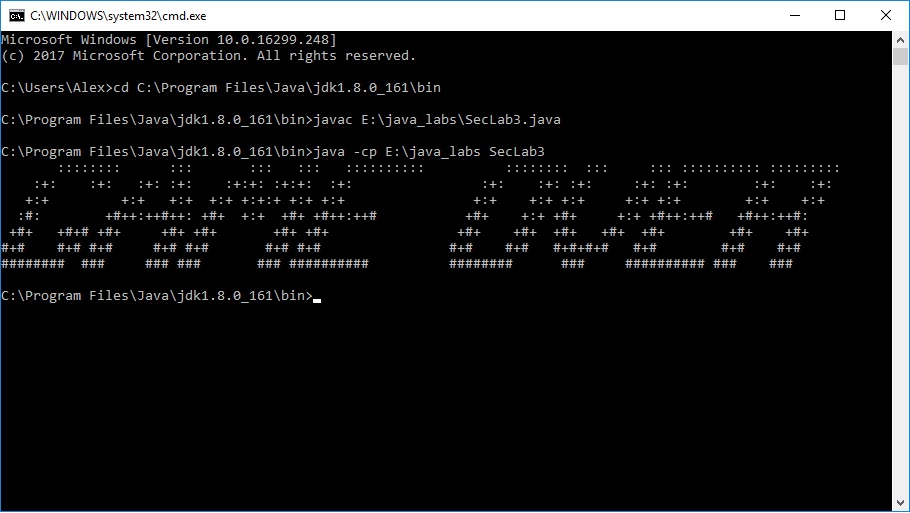 C:\WINDOWS\system32\cmd.exe
Microsoft Windows [Version 10.0.16299.248]
(c) 2017 Microsoft Corporation. All rights reserved.
C:\Users\Alex>cd C:\Program Files\Java\jdk1.8.0_161\bin
C:\Program Files\Java\jdk1.8.0_161\bin>javac E:\java_labs\SecLab3.java
C:\Program Files\Java\jdk1.8.0_161\bin>java -cp E:\java_labs SecLab3
       ::::::::      :::       :::   :::   ::::::::::          ::::::::  :::     ::: :::::::::: :::::::::
    :+:    :+:   :+: :+:    :+:+: :+:+:  :+:                :+:    :+: :+:     :+: :+:        :+:    :+:
   +:+         +:+   +:+  +:+ +:+:+ +:+ +:+                +:+    +:+ +:+     +:+ +:+        +:+    +:+
  :#:        +#++:++#++: +#+  +:+  +#+ +#++:++#           +#+    +:+ +#+     +:+ +#++:++#   +#++:++#:
 +#+   +#+# +#+     +#+ +#+       +#+ +#+                +#+    +#+  +#+   +#+  +#+        +#+    +#+
#+#    #+# #+#     #+# #+#       #+# #+#                #+#    #+#   #+#+#+#   #+#        #+#    #+#
########  ###     ### ###       ### ##########          ########      ###     ########## ###    ###
C:\Program Files\Java\jdk1.8.0_161\bin>